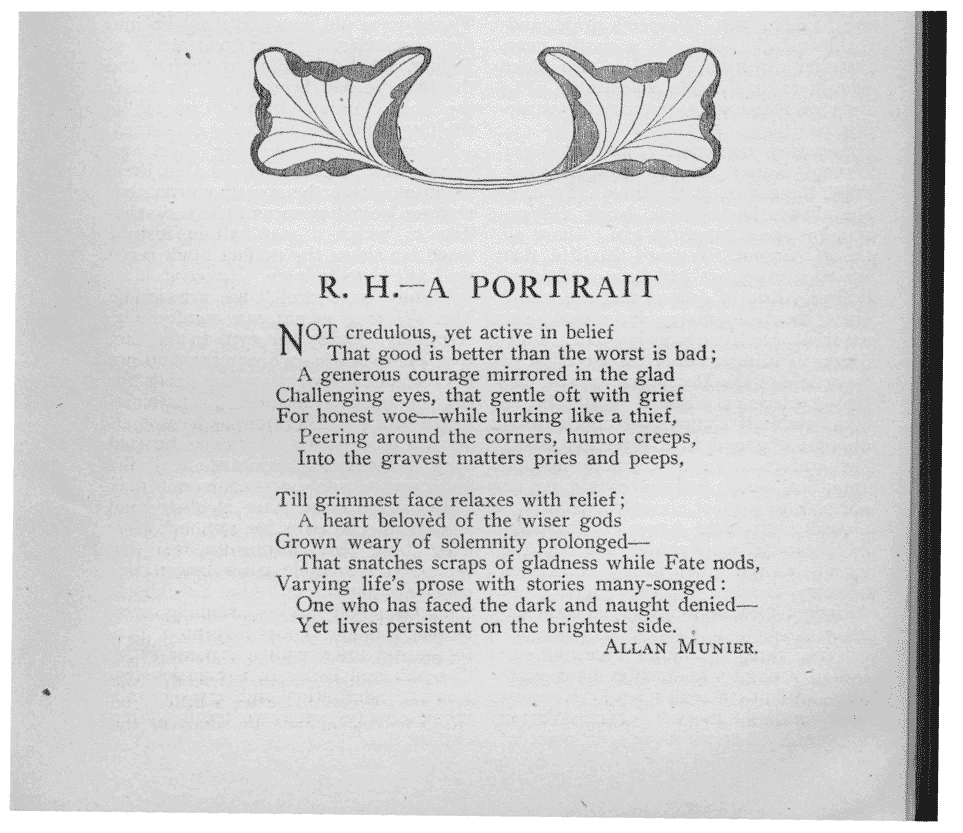 R. H.—A PORTRAIT
NOT credulous, yet active in belief
That good is better than the worst is bad;
A generous courage mirrored in the glad
Challenging eyes, that gentle oft with grief
For honest woe—while lurking like a thief,
Peering around the corners, humor creeps,
Into the gravest matters pries and peeps,
Till grimmest face relaxes with relief;
A heart belovèd of the wiser gods
Grown weary of solemnity prolonged—
That snatches scraps of gladness while Fate nods,
Varying life's prose with stories many-songed:
One who has faced the dark and naught denied—
Yet lives persistent on the brightest side.
ALLAN MUNIER.